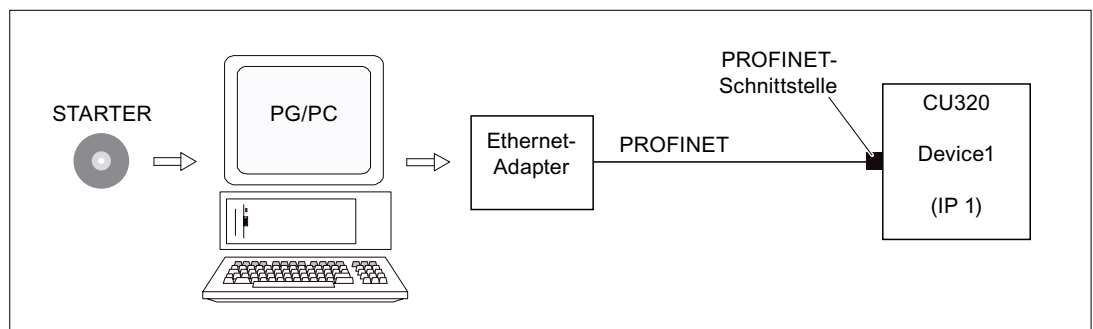 STARTER
PG/PC
Ethernet-
Adapter
PROFINET
PROFINET-
Schnittstelle
CU320
Device1
(IP 1)